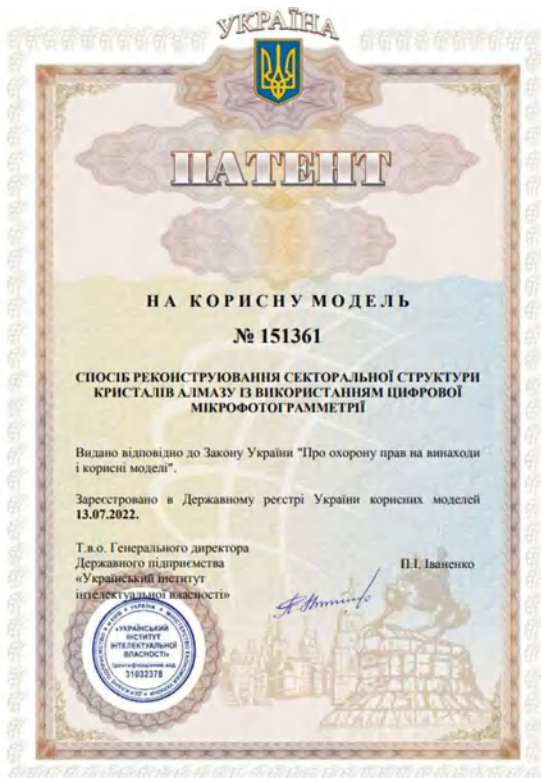 УКРАЇНА
ПАТЕНТ
НА КОРИСНУ МОДЕЛЬ
№ 151361
СПОСІБ РЕКОНСТРУЮВАННЯ СЕКТОРАЛЬНОЇ СТРУКТУРИ
КРИСТАЛІВ АЛМАЗУ ІЗ ВИКОРИСТАННЯМ ЦИФРОВОЇ
МІКРОФОТОГРАММЕТРІЇ
Видано відповідно до Закону України "Про охорону прав на винаходи
і корисні моделі".
Зареєстровано в Державному реєстрі України корисних моделей
13.07.2022.
Т.в.о. Генерального директора
Державного підприємства
«Український інститут
інтелектуальної власності»
П.І. Іваненко
«УКРАЇНСЬКИЙ
ІНСТИТУТ
ІНТЕЛЕКТУАЛЬНОЇ
ВЛАСНОСТІ»
Ідентифікаційний код
31032378